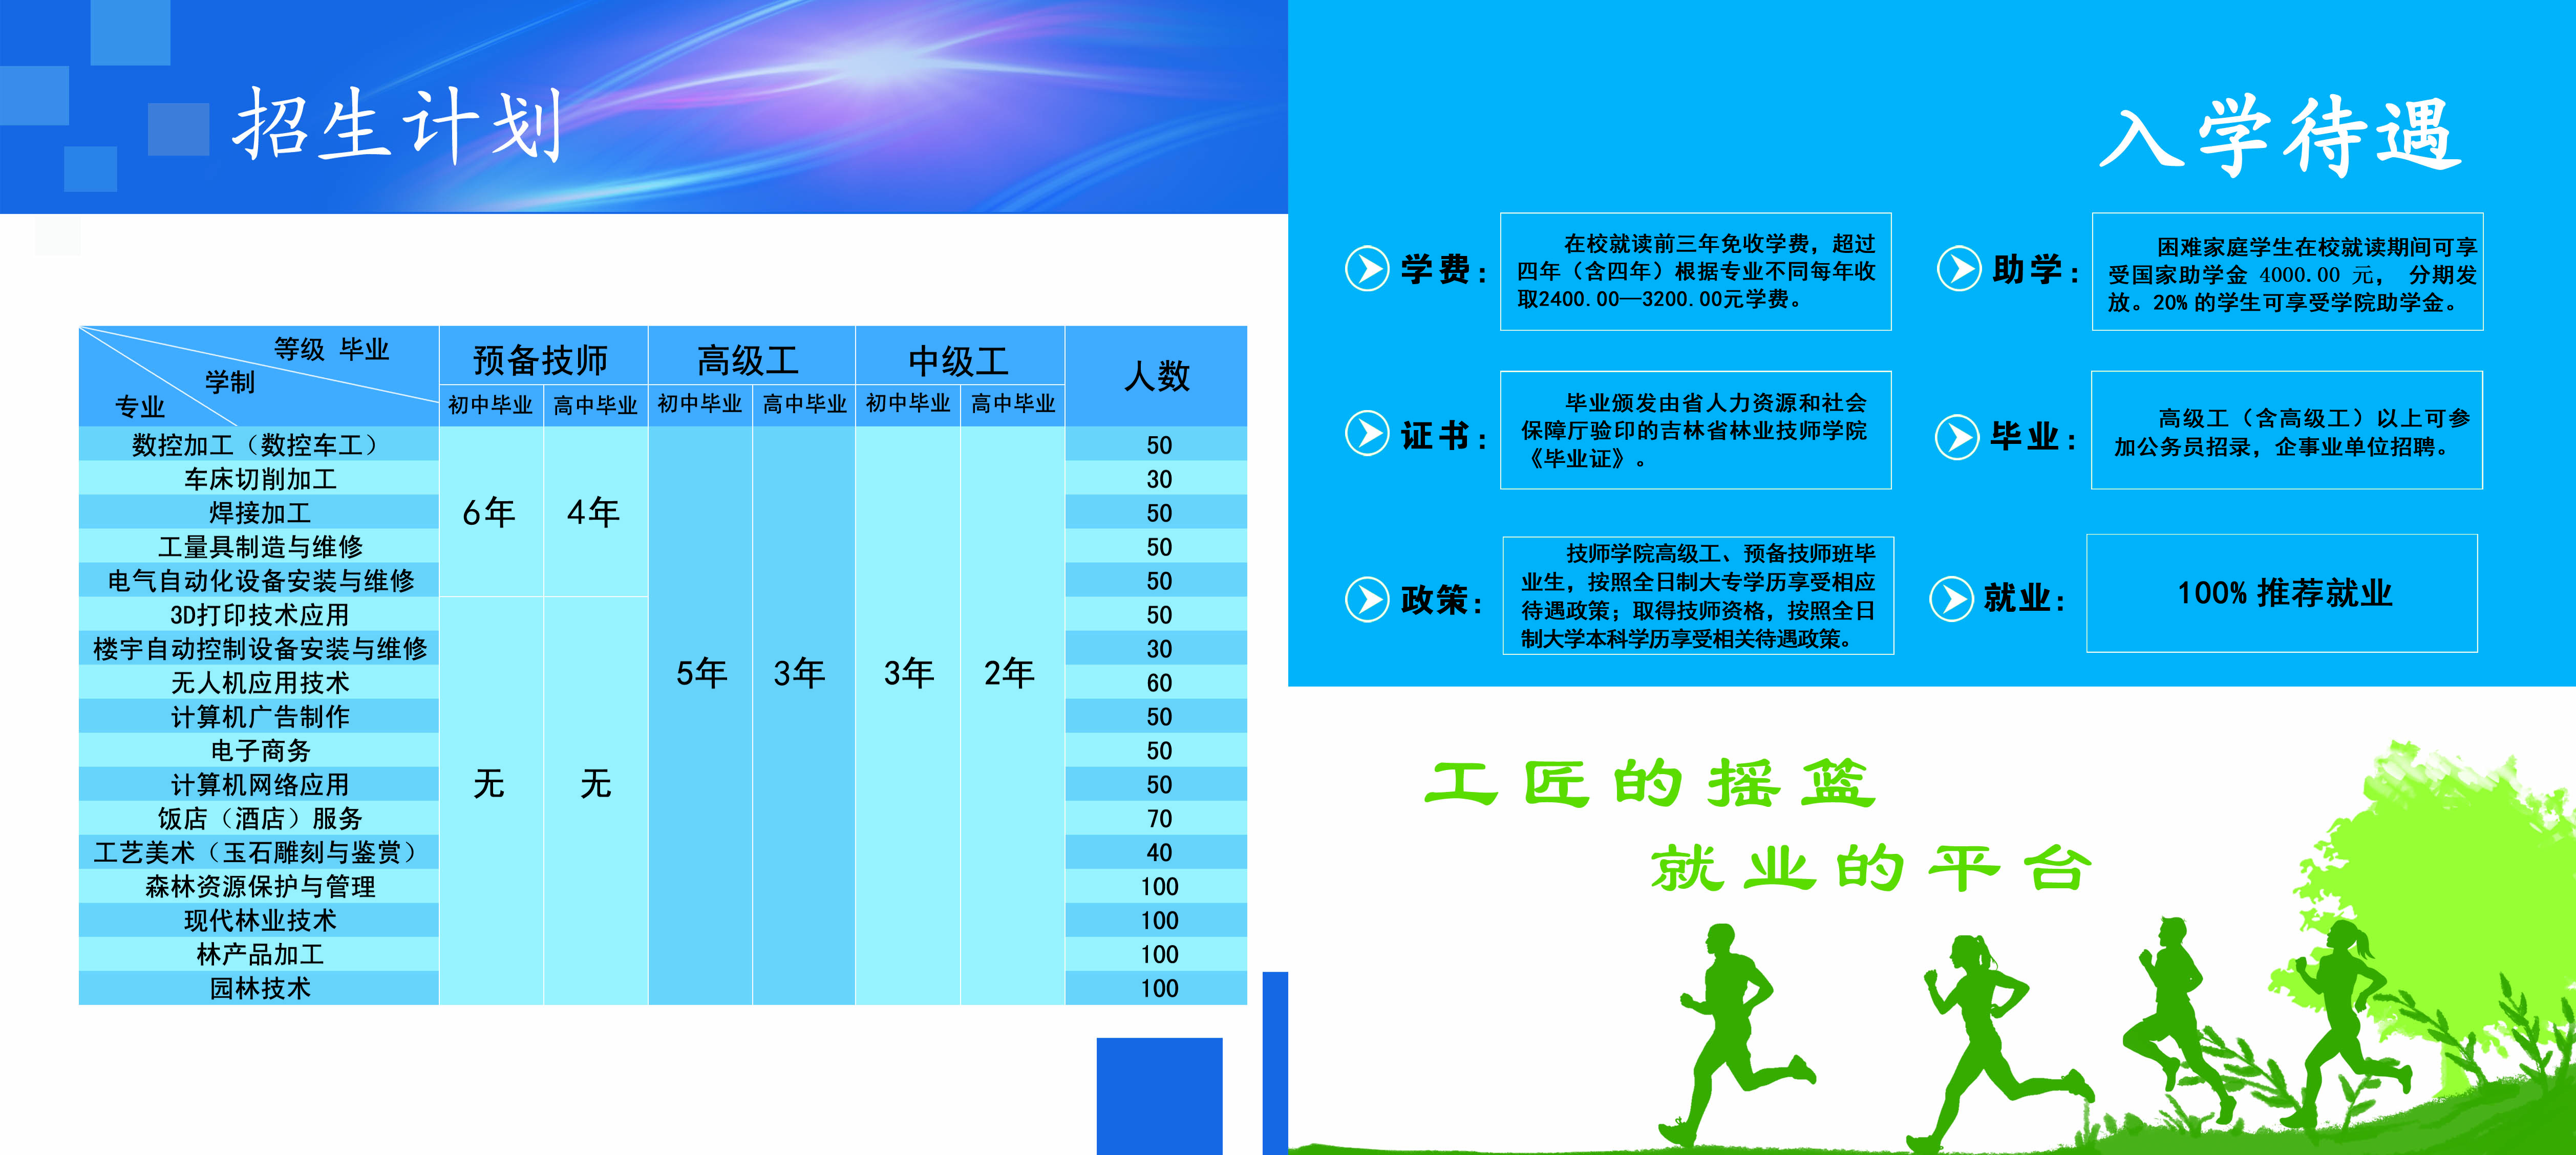 招生计划
等级 毕业
学制
专业
预备技师 高级工 中级工 人数
初中毕业 高中毕业 初中毕业 高中毕业 初中毕业 高中毕业
数控加工（数控车工） 50
车床切削加工 30
焊接加工 6年 4年 50
工量具制造与维修 50
电气自动化设备安装与维修 50
3D打印技术应用 50
楼宇自动控制设备安装与维修 30
无人机应用技术 5年 3年 3年 2年 60
计算机广告制作 50
电子商务 50
计算机网络应用 无 无 50
饭店（酒店）服务 70
工艺美术（玉石雕刻与鉴赏） 40
森林资源保护与管理 100
现代林业技术 100
林产品加工 100
园林技术 100
入学待遇
学费：
在校就读前三年免收学费，超过
四年（含四年）根据专业不同每年收
取2400.00—3200.00元学费。
助学：
困难家庭学生在校就读期间可享
受国家助学金 4000.00 元， 分期发
放。20% 的学生可享受学院助学金。
证书：
毕业颁发由省人力资源和社会
保障厅验印的吉林省林业技师学院
《毕业证》。
毕业：
高级工（含高级工）以上可参
加公务员招录，企事业单位招聘。
政策：
技师学院高级工、预备技师班毕
业生，按照全日制大专学历享受相应
待遇政策；取得技师资格，按照全日
制大学本科学历享受相关待遇政策。
就业：
100% 推荐就业
工匠的摇篮
就业的平台